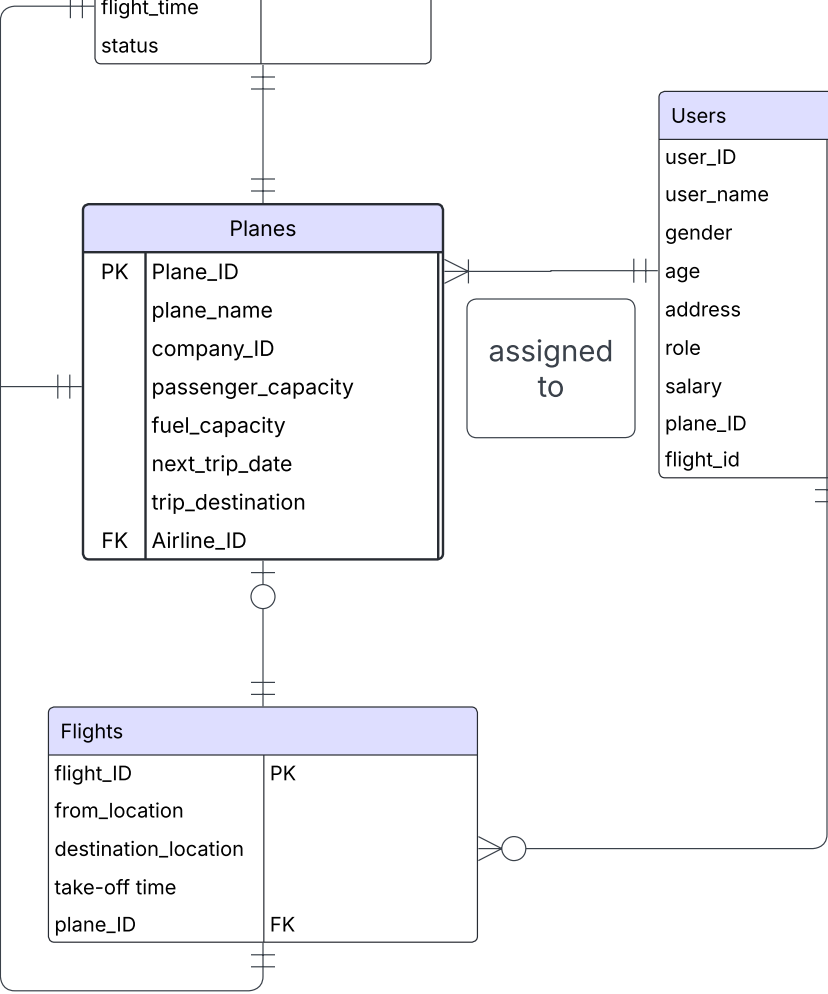 flight_time
status
Users
user_ID
user_name
gender
age
address
role
salary
plane_ID
flight_id
Planes
PK Plane_ID
plane_name
company_ID
passenger_capacity
fuel_capacity
next_trip_date
trip_destination
FK Airline_ID
assigned
to
Flights
flight_ID PK
from_location
destination_location
take-off time
plane_ID FK